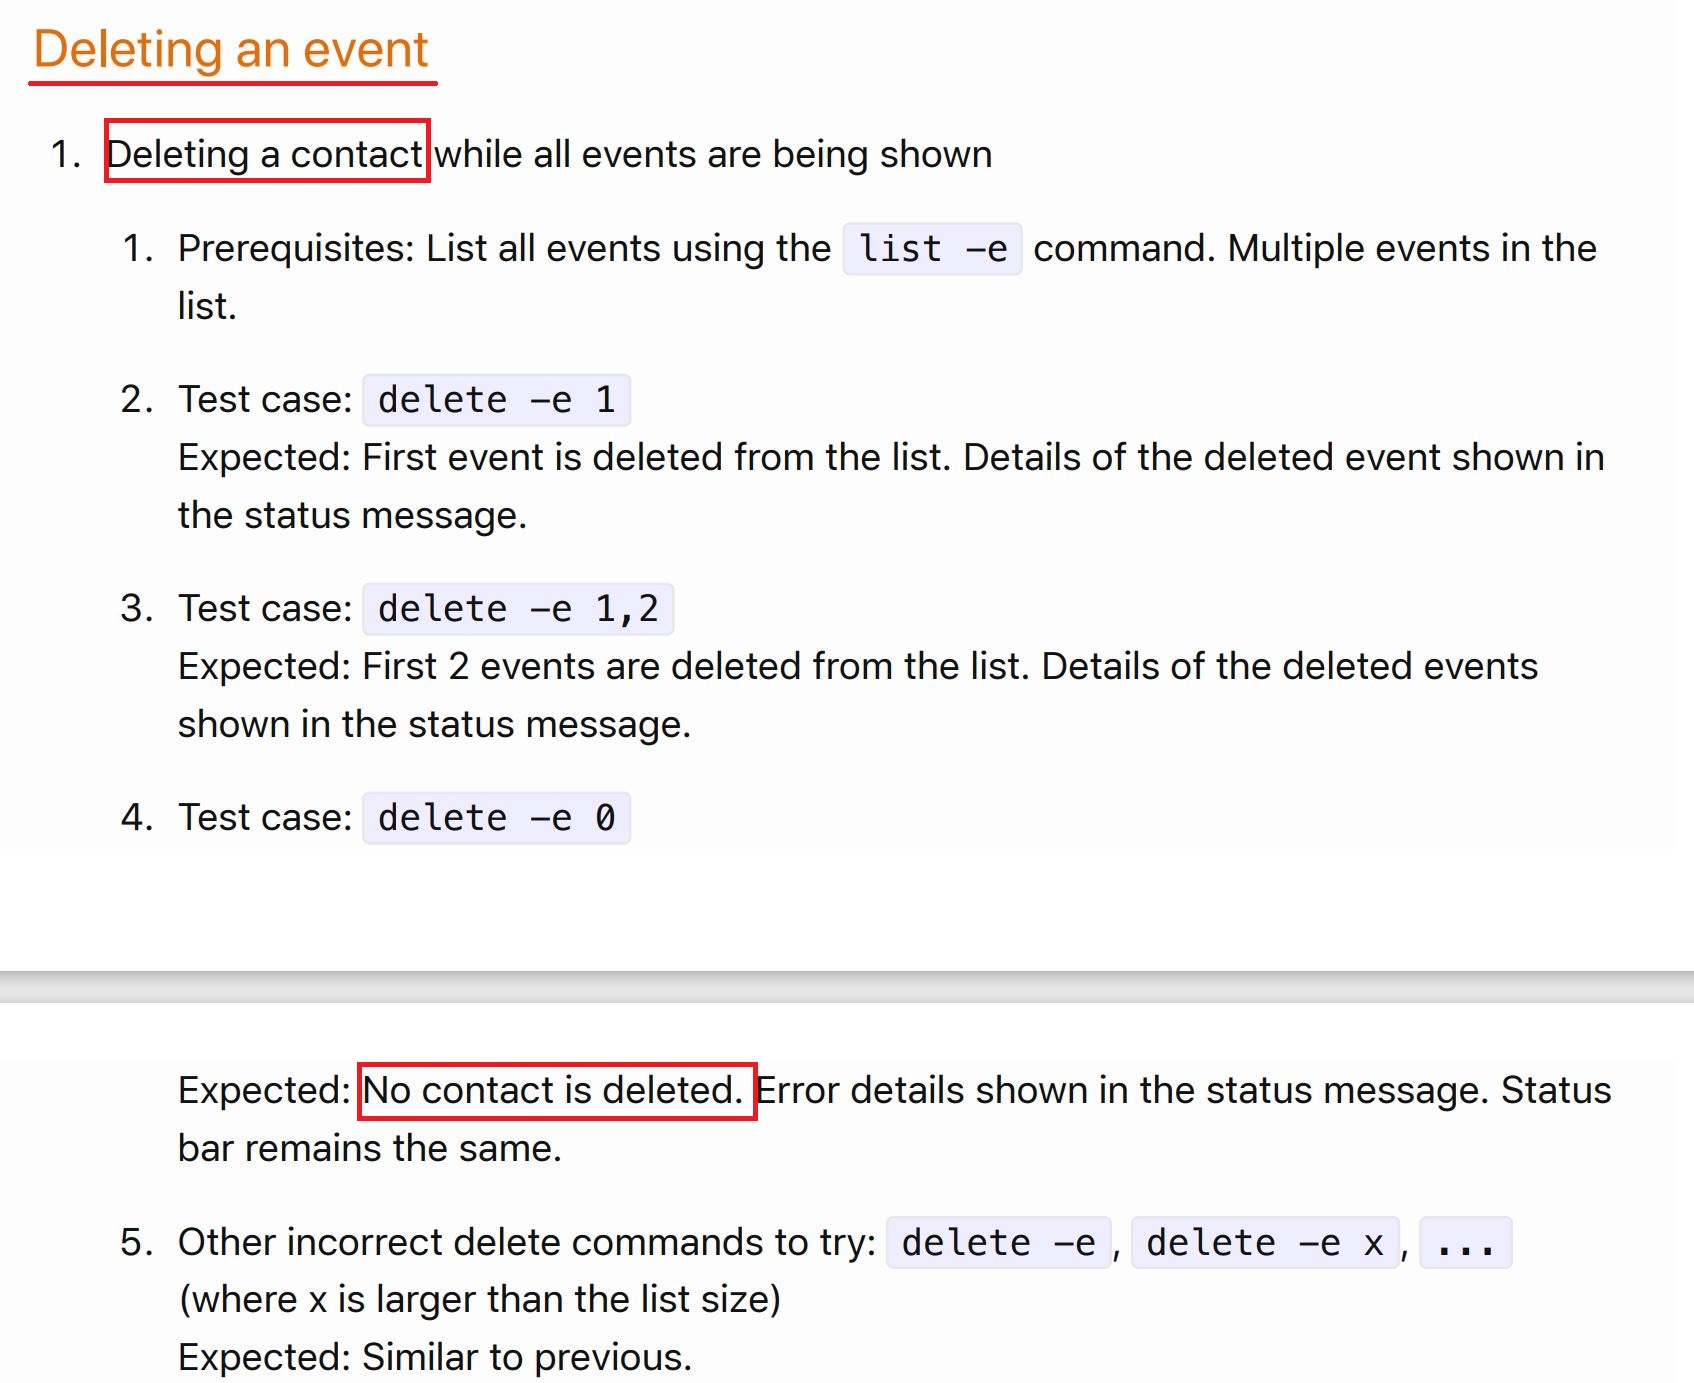 Deleting an event
1. Deleting a contact while all events are being shown
1. Prerequisites: List all events using the list -e command. Multiple events in the
list.
2. Test case: delete -e 1
Expected: First event is deleted from the list. Details of the deleted event shown in
the status message.
3. Test case: delete -e 1,2
Expected: First 2 events are deleted from the list. Details of the deleted events
shown in the status message.
4. Test case: delete -e 0
Expected: No contact is deleted. Error details shown in the status message. Status
bar remains the same.
5. Other incorrect delete commands to try: delete -e, delete -e x, ...
(where x is larger than the list size)
Expected: Similar to previous.